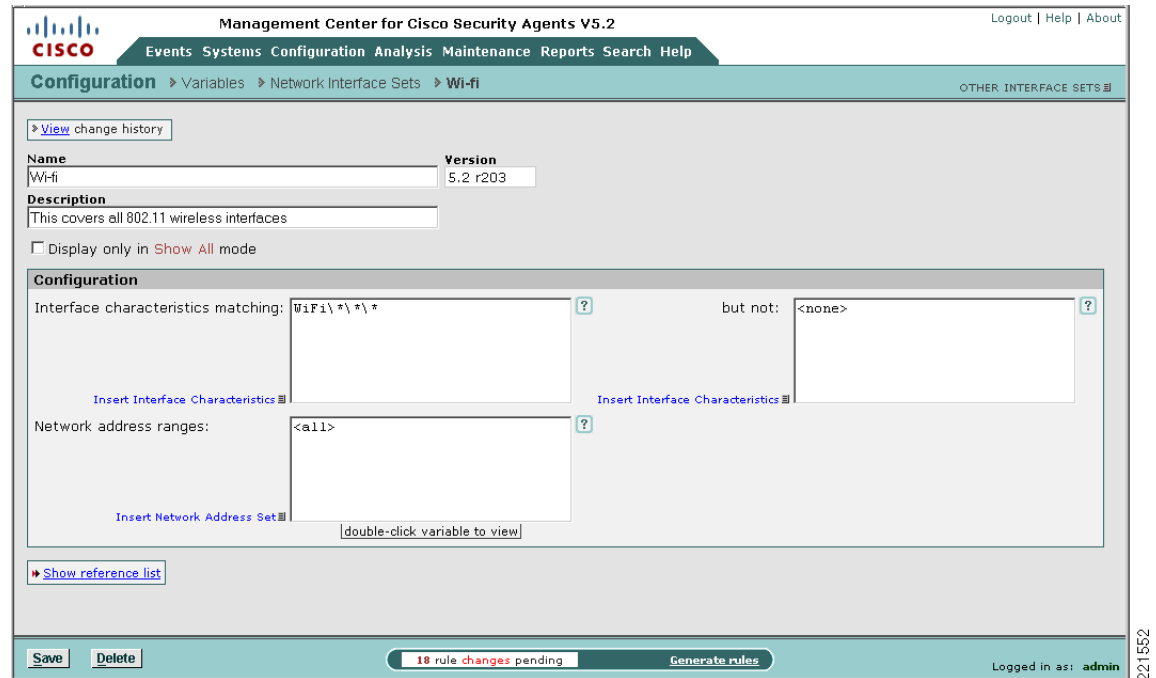 Management Center for Cisco Security Agents V5.2
Logout | Help | About
CISCO
Events Systems Configuration Analysis Maintenance Reports Search Help
Configuration Variables Network Interface Sets Wi-fi
OTHER INTERFACE SETS
View change history
Name
Version
Wi-fi
5.2 r203
Description
This covers all 802.11 wireless interfaces
Display only in Show All mode
Configuration
Interface characteristics matching:
WiFi\*\*\*
?
but not:
<none>
?
Insert Interface Characteristics
Insert Interface Characteristics
Network address ranges:
<all>
?
Insert Network Address Set
double-click variable to view
Show reference list
Save
Delete
18 rule changes pending
Generate rules
Logged in as: admin
221552